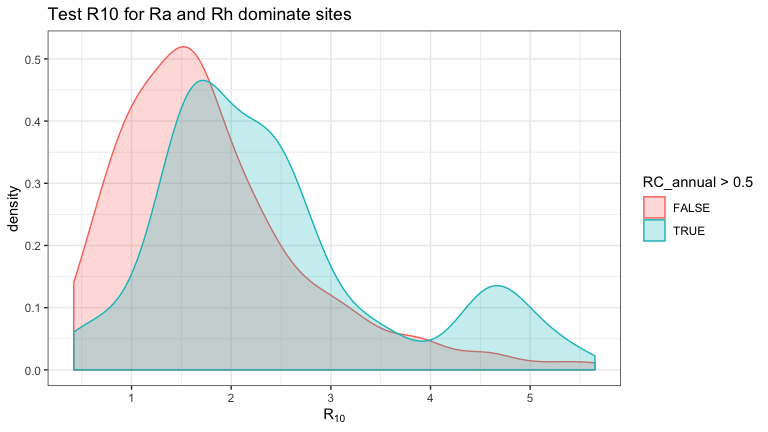 Test R10 for Ra and Rh dominate sites
density
0.5
0.4
0.3
0.2
0.1
0.0
1 2 3 4 5
R10
RC_annual > 0.5
FALSE
TRUE